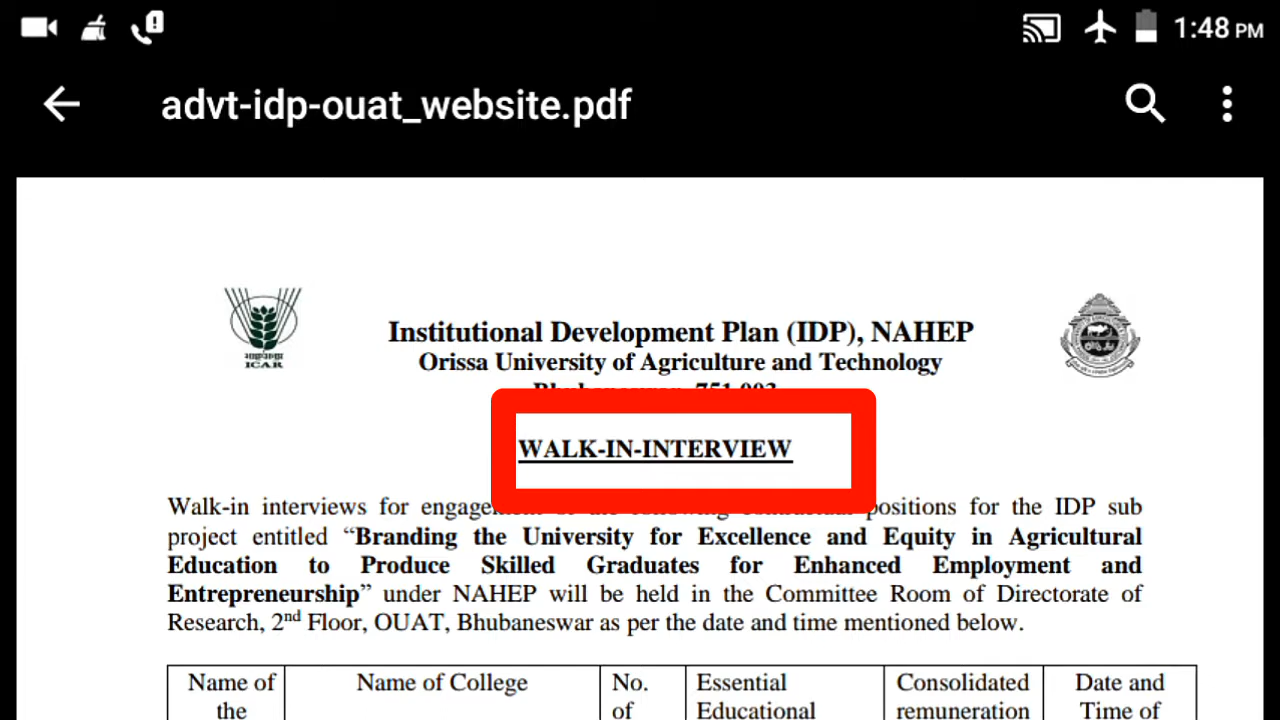 1:48 PM
advt-idp-ouat_website.pdf
ICAR
Institutional Development Plan (IDP), NAHEP
Orissa University of Agriculture and Technology
WALK-IN-INTERVIEW
Walk-in interviews for positions for the IDP sub
project entitled “Branding the University for Excellence and Equity in Agricultural
Education to Produce Skilled Graduates for Enhanced Employment and
Entrepreneurship” under NAHEP will be held in the Committee Room of Directorate of
Research, 2nd Floor, OUAT, Bhubaneswar as per the date and time mentioned below.
Name of the
Name of College
No. of
Essential Educational
Consolidated remuneration
Date and Time of